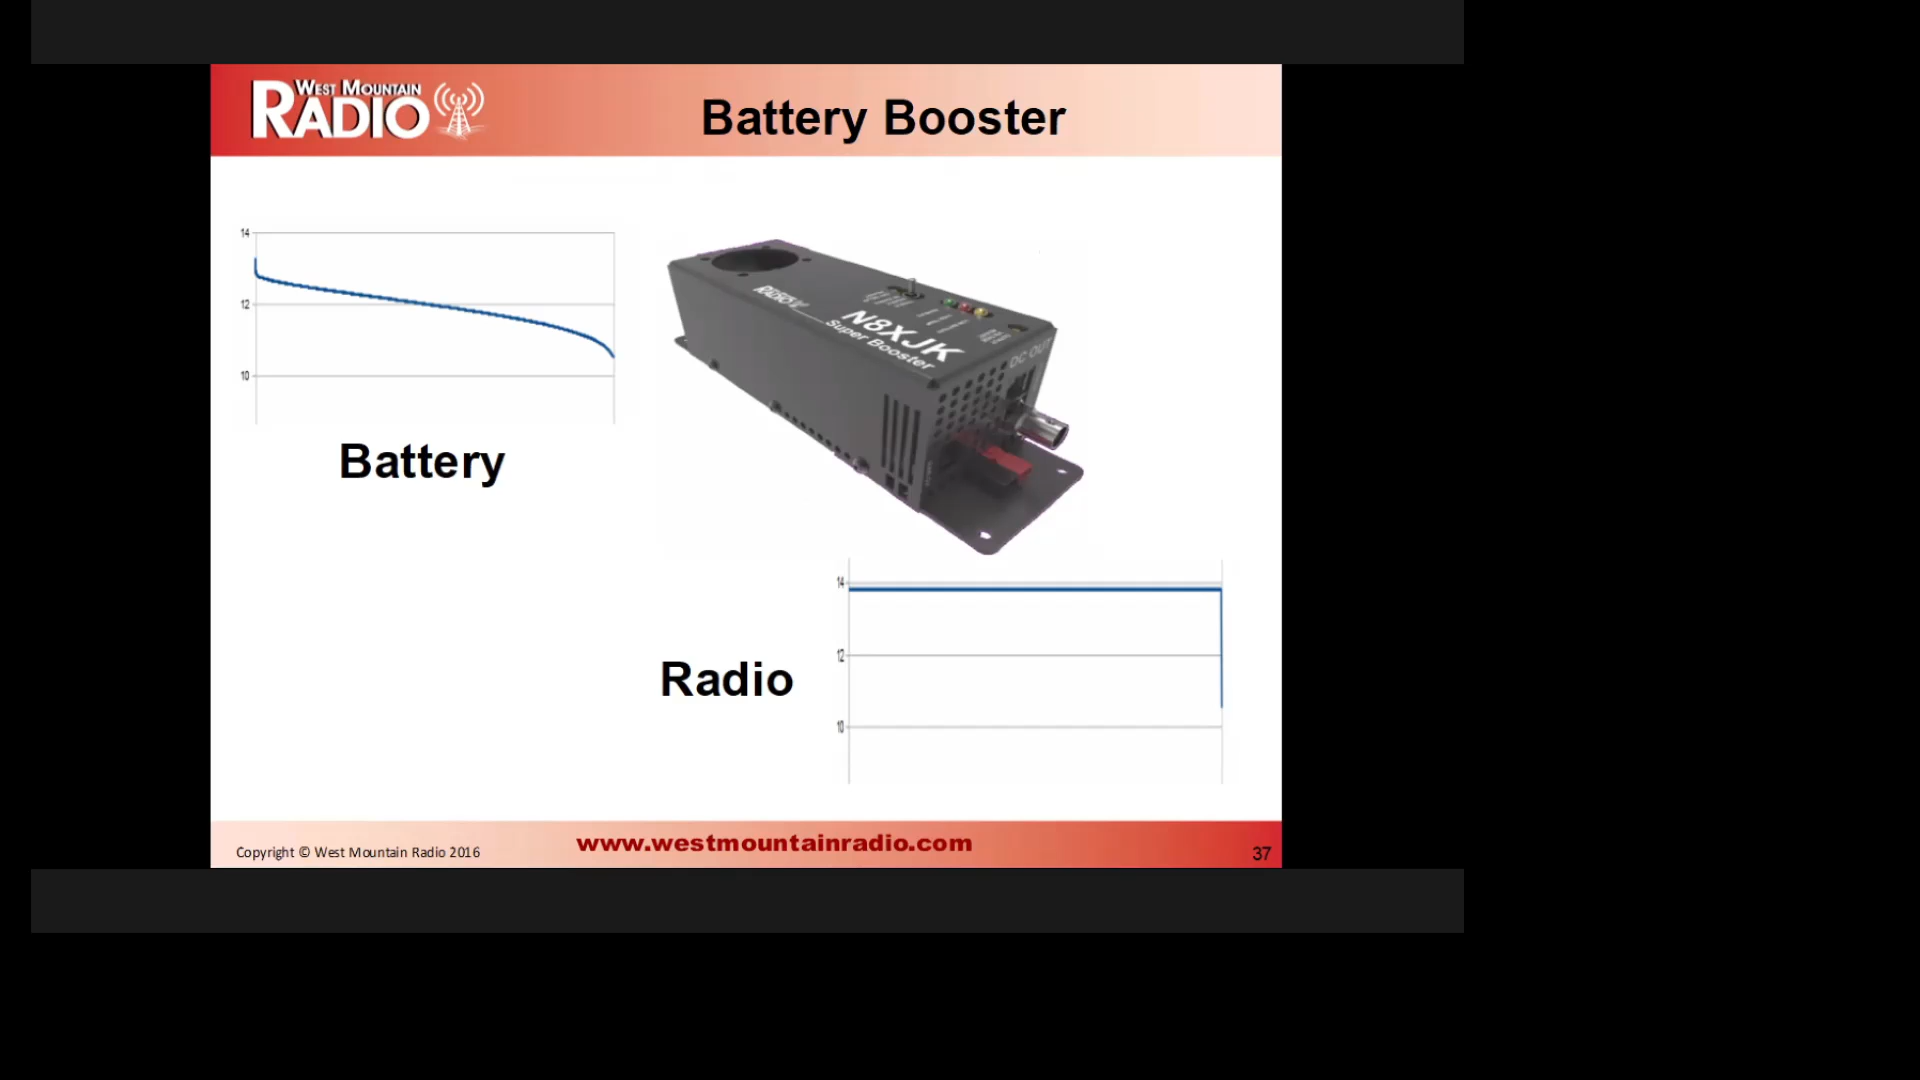 WEST MOUNTAIN
RADIO
Battery Booster
14
12
10
Battery
RADIO
N8XJK
Super Booster
DC OUT
14
12
10
Radio
Copyright © West Mountain Radio 2016
www.westmountainradio.com
37